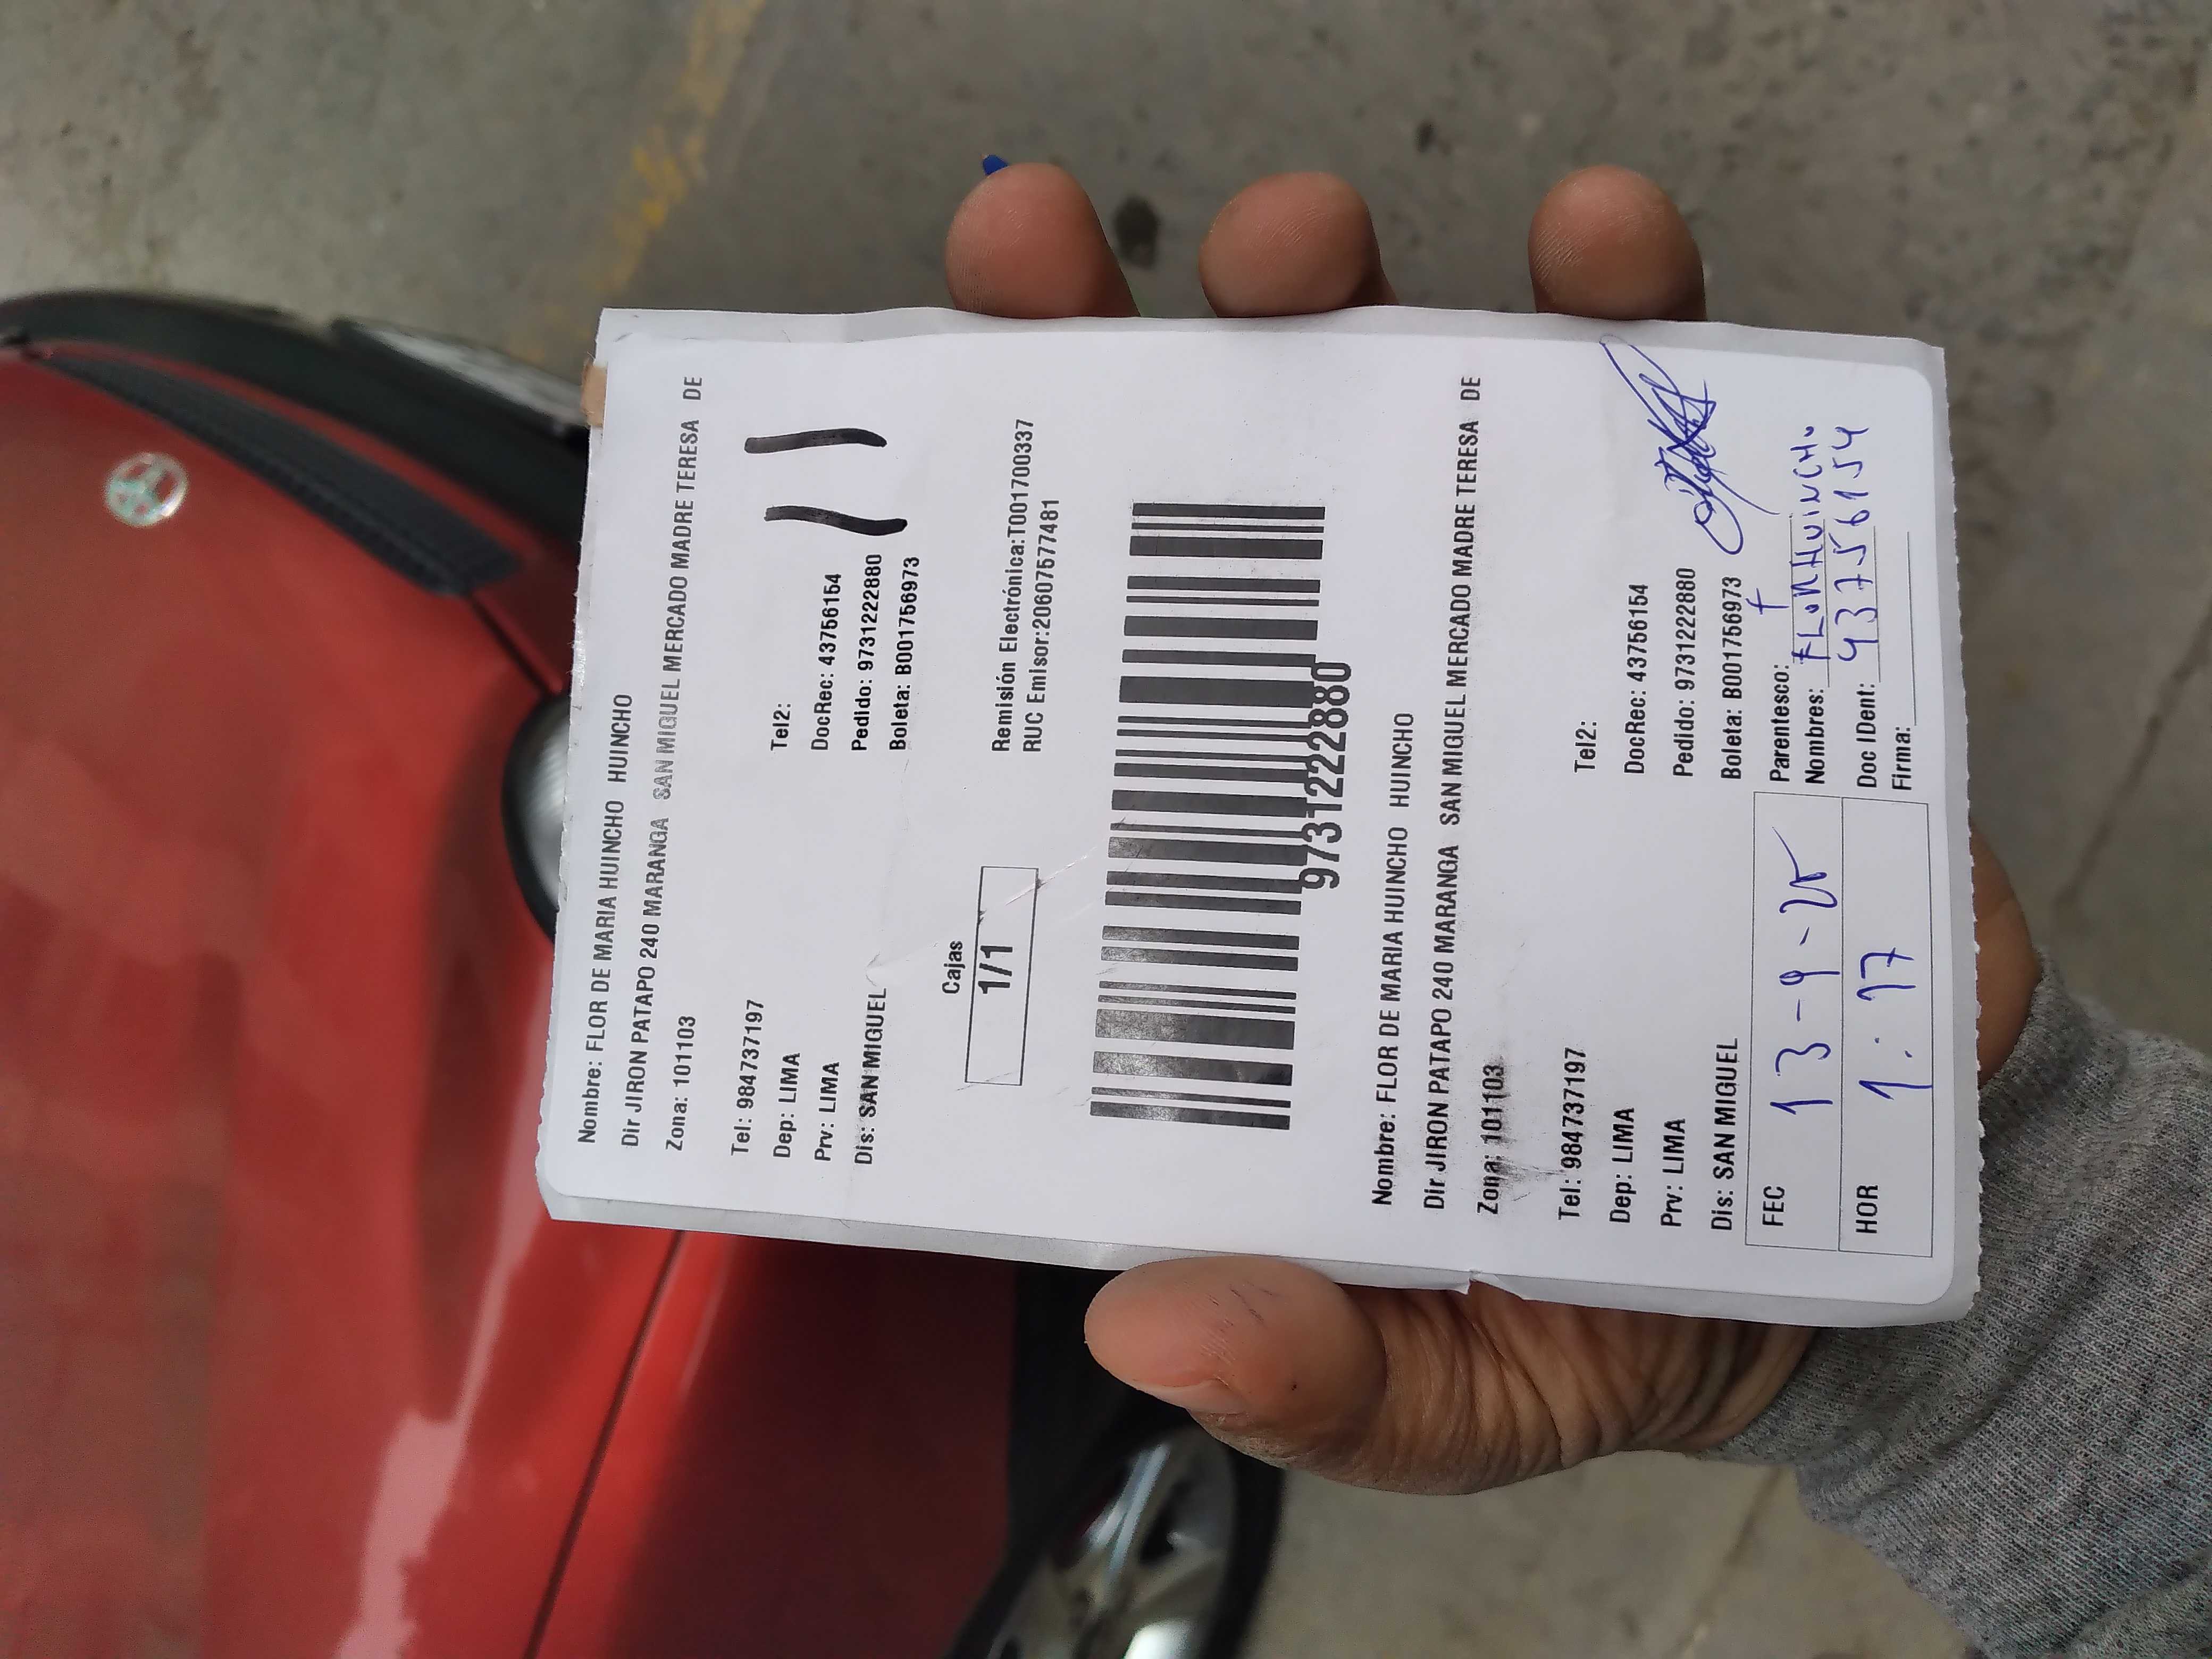 Nombre: FLOR DE MARIA HUINCHO HUINCHO
Dir JIRON PATAPO 240 MARANGA SAN MIGUEL MERCADO MADRE TERESA DE
Zona: 101103
Tel: 984737197 Tel2:
Dep: LIMA DocRec: 43756154
Prv: LIMA Pedido: 9731222880
Dis: SAN MIGUEL Boleta: B001756973
11
Cajas
1/1
Remisión Electrónica:T001700337
RUC Emisor:20607577481
9731222880
Nombre: FLOR DE MARIA HUINCHO HUINCHO
Dir JIRON PATAPO 240 MARANGA SAN MIGUEL MERCADO MADRE TERESA DE
Zona: 101103
Tel: 984737197 Tel2:
Dep: LIMA DocRec: 43756154
Prv: LIMA Pedido: 9731222880
Dis: SAN MIGUEL Boleta: B001756973
FEC 13-9-25
HOR 1:17
Parentesco: T
Nombres: FLOR HUINCHO
Doc IDent: 43756154
Firma: